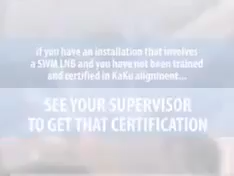 if you have an installation that involves
a SWM LNB and you have not been trained
and certified in KaKu alignment...
SEE YOUR SUPERVISOR
TO GET THAT CERTIFICATION